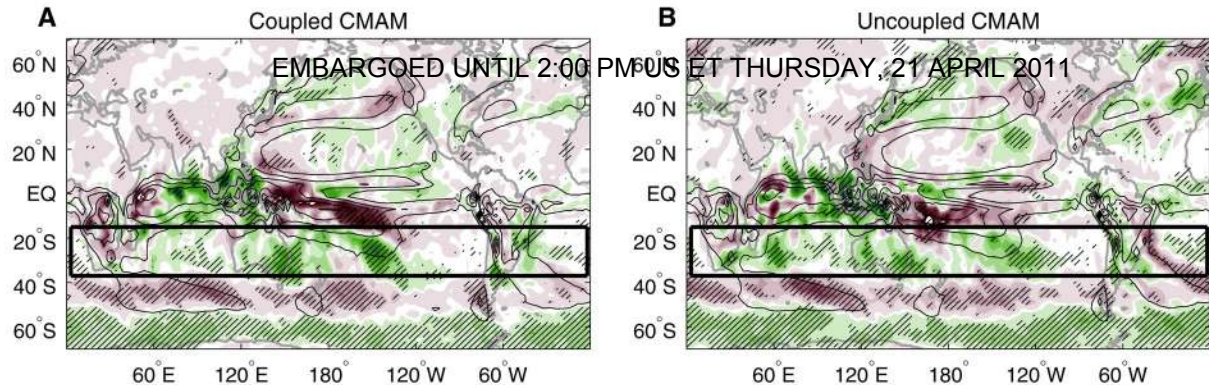 A Coupled CMAM
B Uncoupled CMAM
EMBARGOED UNTIL 2:00 PM US ET THURSDAY, 21 APRIL 2011
60°N
40°N
20°N
EQ
20°S
40°S
60°S
60°E 120°E 180° 120°W 60°W
60°N
40°N
20°N
EQ
20°S
40°S
60°S
60°E 120°E 180° 120°W 60°W